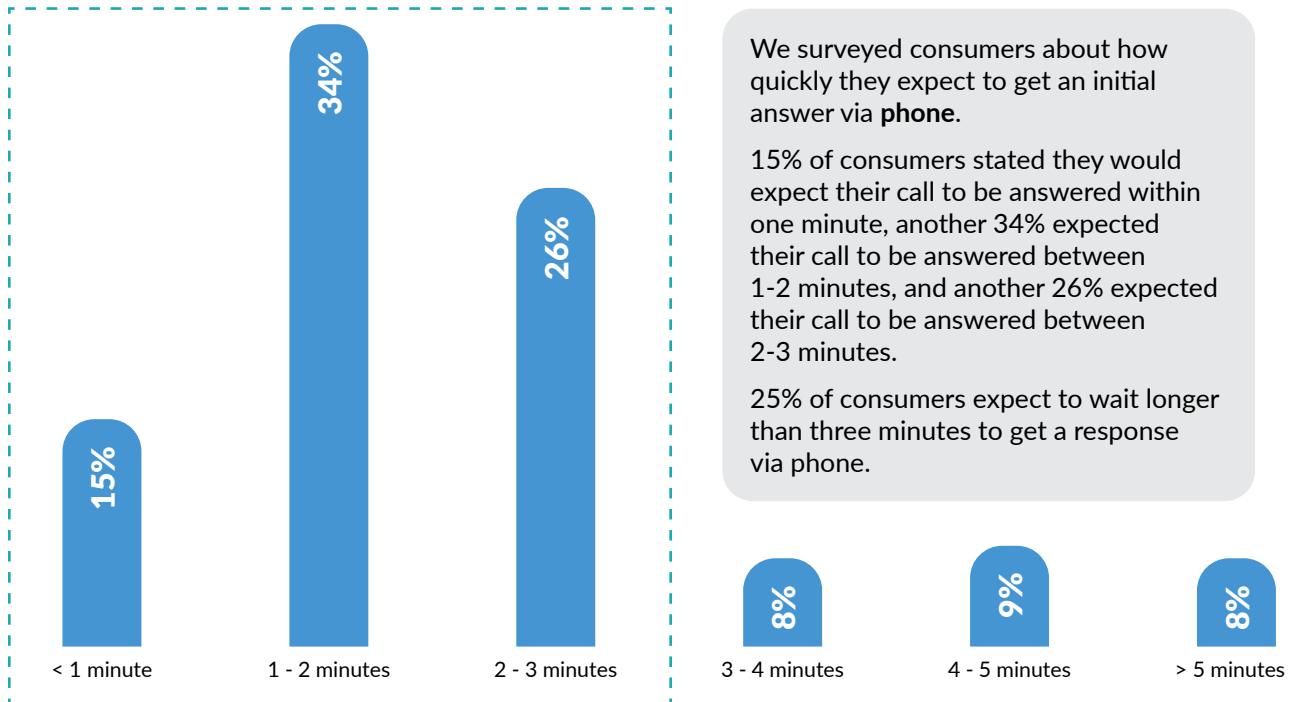 34%
26%
15%
We surveyed consumers about how
quickly they expect to get an initial
answer via phone.
15% of consumers stated they would
expect their call to be answered within
one minute, another 34% expected
their call to be answered between
1-2 minutes, and another 26% expected
their call to be answered between
2-3 minutes.
25% of consumers expect to wait longer
than three minutes to get a response
via phone.
8%
9%
8%
< 1 minute
1 - 2 minutes
2 - 3 minutes
3 - 4 minutes
4 - 5 minutes
> 5 minutes